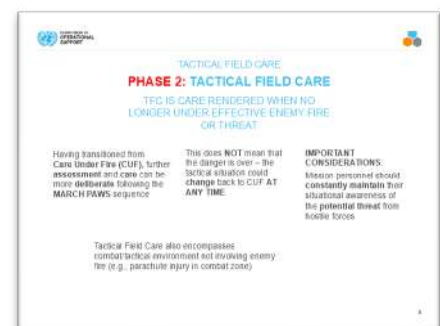 OPERATIONAL
SUPPORT
TACTICAL FIELD CARE
PHASE 2: TACTICAL FIELD CARE
TFC IS CARE RENDERED WHEN NO
LONGER UNDER EFFECTIVE ENEMY FIRE
OR THREAT
Having transitioned from
Care Under Fire (CUF), further
assessment and care can be
more deliberate following the
MARCH PAWS sequence
This does NOT mean that
the danger is over – the
tactical situation could
change back to CUF AT
ANY TIME
IMPORTANT
CONSIDERATIONS:
Mission personnel should
constantly maintain their
situational awareness of
the potential threat from
hostile forces
Tactical Field Care also encompasses
combat/tactical environment not involving enemy
fire (e.g., parachute injury in combat zone)